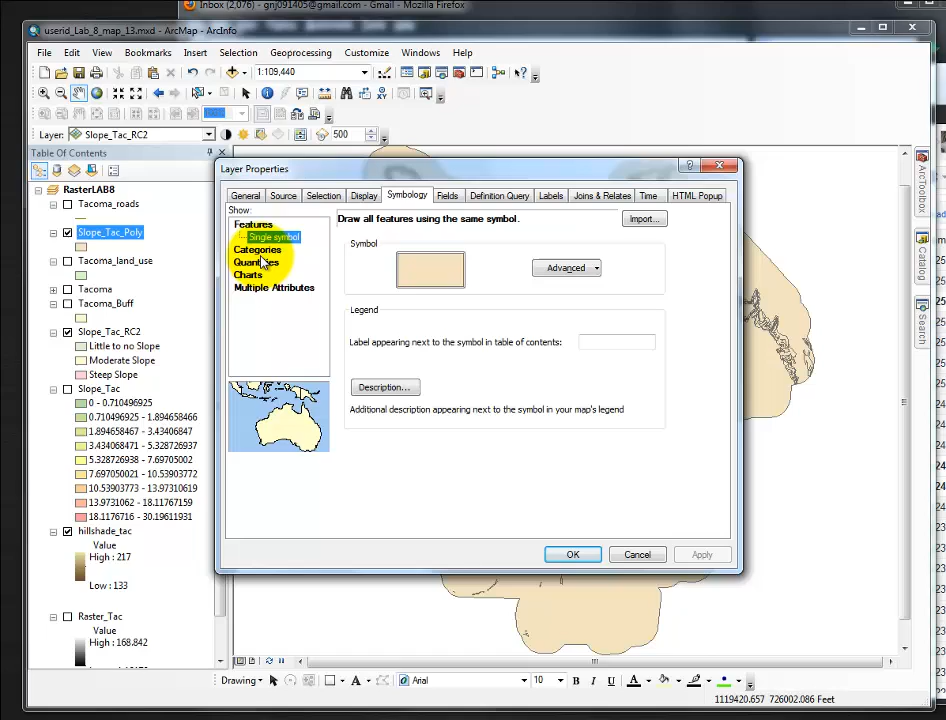 Inbox (2,076) - gnj091405@gmail.com - Gmail - Mozilla Firefox
userid_Lab_8_map_13.mxd - ArcMap - ArcInfo
File Edit View Bookmarks Insert Selection Geoprocessing Customize Windows Help
1:109,440
Layer: Slope_Tac_RC2 500
Table Of Contents
RasterLAB8
Tacoma_roads
Slope_Tac_Poly
Tacoma_land_use
Tacoma
Tacoma_Buff
Slope_Tac_RC2
Little to no Slope
Moderate Slope
Steep Slope
Slope_Tac
0 - 0.710496925
0.710496925 - 1.894658466
1.894658467 - 3.43406847
3.434068471 - 5.328727391
5.328727392 - 7.69705002
7.697050021 - 10.53903772
10.53903773 - 13.97310619
13.9731062 - 18.11767159
18.1176716 - 30.19611931
hillshade_tac
Value
High : 217
Low : 133
Raster_Tac
Value
High : 168.842
Layer Properties
General Source Selection Display Symbology Fields Definition Query Labels Joins & Relates Time HTML Popup
Show:
Features
Single symbol
Categories
Quantities
Charts
Multiple Attributes
Draw all features using the same symbol.
Import...
Symbol
Advanced
Legend
Label appearing next to the symbol in table of contents:
Description...
Additional description appearing next to the symbol in your map's legend
OK Cancel Apply
ArcToolbox
Catalog
Search
Drawing Arial 10 B I U A
1119420.657 726002.086 Feet